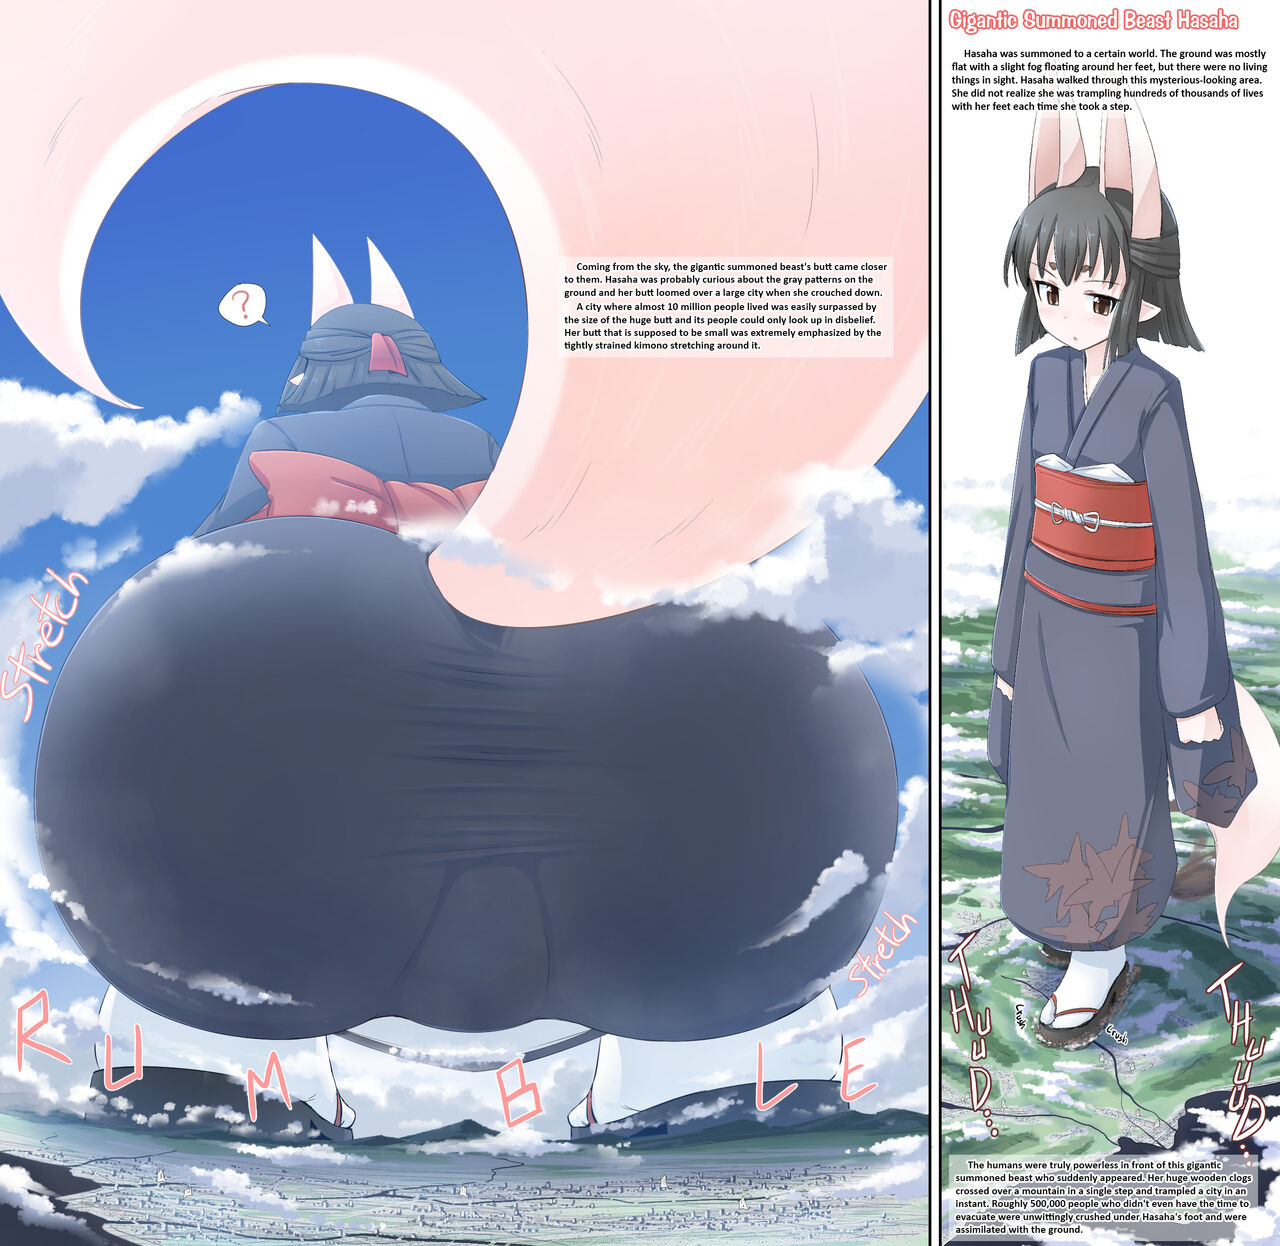 Gigantic Summoned Beast Hasaha
Hasaha was summoned to a certain world. The ground was mostly
flat with a slight fog floating around her feet, but there were no living
things in sight. Hasaha walked through this mysterious-looking area.
She did not realize she was trampling hundreds of thousands of lives
with her feet each time she took a step.
THUUD...
THUUUD...
Crush
Crush
The humans were truly powerless in front of this gigantic
summoned beast who suddenly appeared. Her huge wooden clogs
crossed over a mountain in a single step and trampled a city in an
instant. Roughly 500,000 people who didn't even have the time to
evacuate were unwittingly crushed under Hasaha's foot and were
assimilated with the ground.
?
Coming from the sky, the gigantic summoned beast's butt came closer
to them. Hasaha was probably curious about the gray patterns on the
ground and her butt loomed over a large city when she crouched down.
A city where almost 10 million people lived was easily surpassed by
the size of the huge butt and its people could only look up in disbelief.
Her butt that is supposed to be small was extremely emphasized by the
tightly strained kimono stretching around it.
Stretch
Stretch
RUMBLE